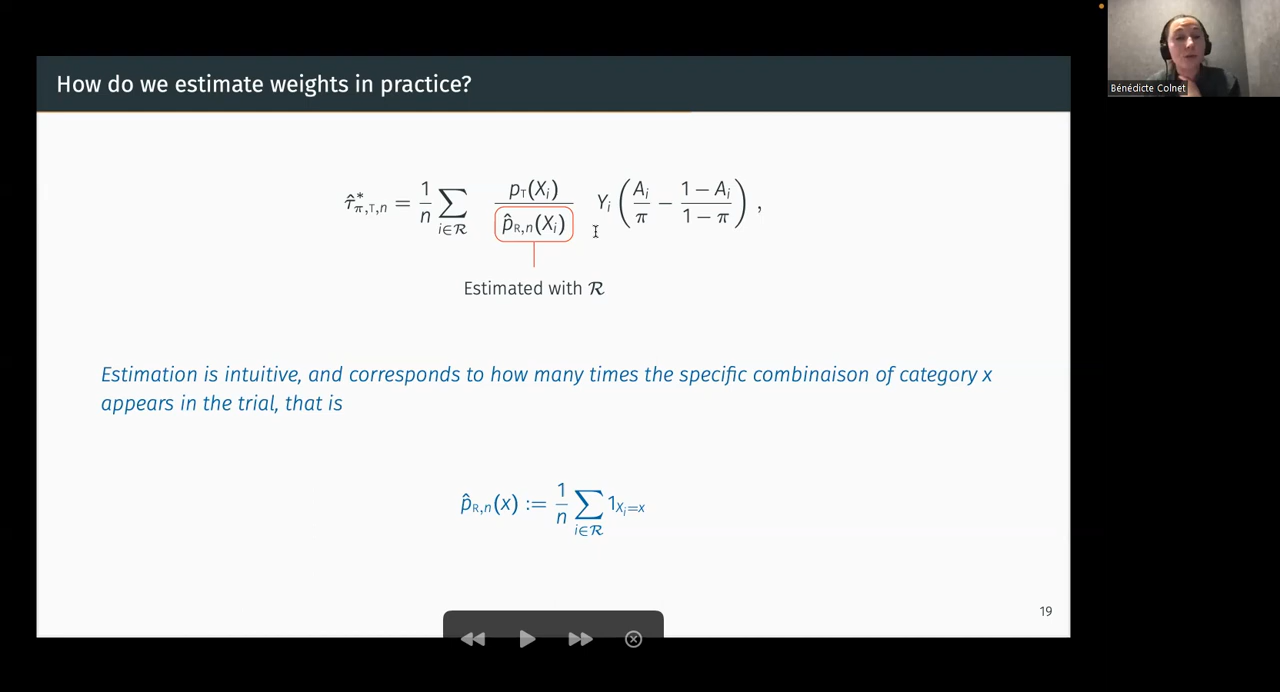 How do we estimate weights in practice?
Bénédicte Colnet
τ̂*π,T,n = 1/n ∑i∈R pT(Xi)/p̂R,n(Xi) Yi (Ai/π − (1 − Ai)/(1 − π)) ,
Estimated with R
Estimation is intuitive, and corresponds to how many times the specific combinaison of category x
appears in the trial, that is
p̂R,n(x) := 1/n ∑i∈R 1Xi=x
19